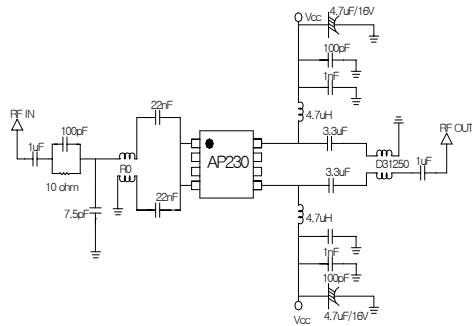 4.7uF/16V
Vcc
100pF
1nF
22nF
4.7uH
RF IN
RF OUT
100pF
3.3uF
1uF
AP230
D31250
1uF
R0
10 ohm
3.3uF
22nF
7.5pF
4.7uH
1nF
100pF
Vcc
4.7uF/16V